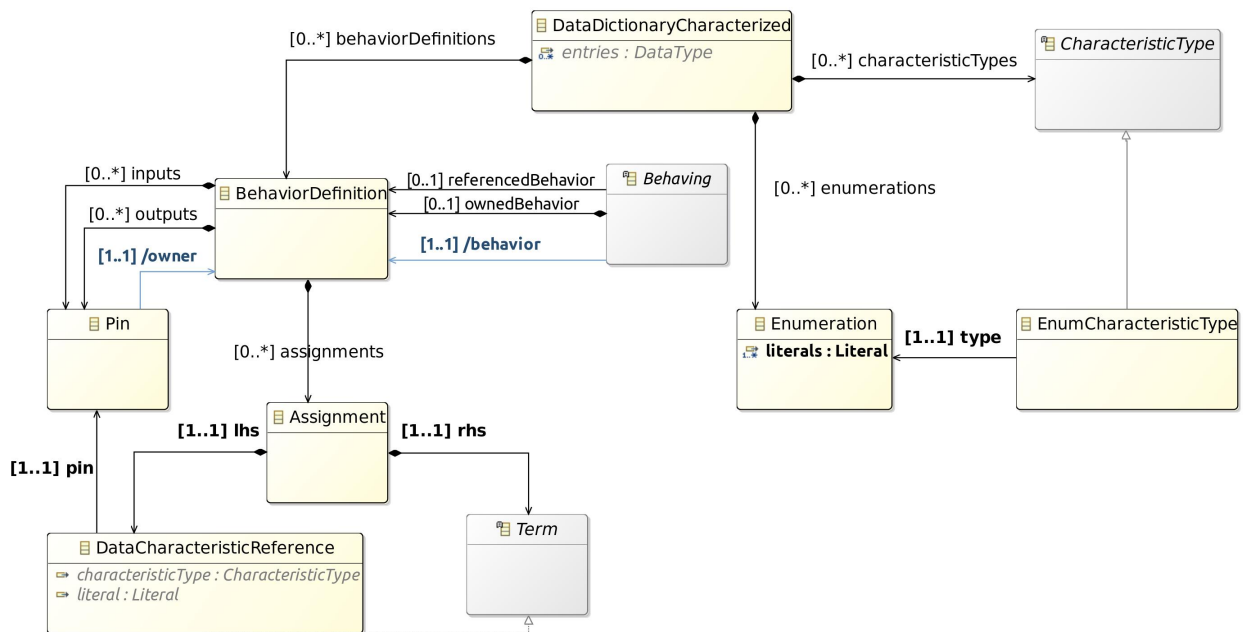 DataDictionaryCharacterized
0..*
entries : DataType
[0..*] behaviorDefinitions
[0..*] characteristicTypes
CharacteristicType
[0..*] inputs
[0..*] outputs
[1..1] /owner
BehaviorDefinition
[0..1] referencedBehavior
[0..1] ownedBehavior
[1..1] /behavior
Behaving
[0..*] enumerations
Pin
Enumeration
1..*
literals : Literal
[1..1] type
EnumCharacteristicType
[0..*] assignments
Assignment
[1..1] lhs
[1..1] rhs
[1..1] pin
DataCharacteristicReference
characteristicType : CharacteristicType
literal : Literal
Term